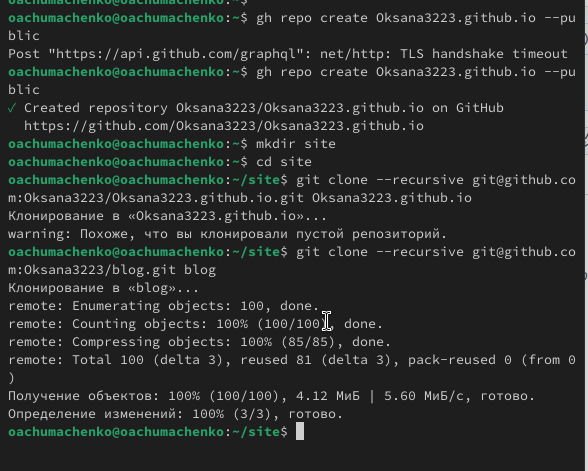 oachumachenko@oachumachenko:~$ gh repo create Oksana3223.github.io --pu
blic
Post "https://api.github.com/graphql": net/http: TLS handshake timeout
oachumachenko@oachumachenko:~$ gh repo create Oksana3223.github.io --pu
blic
✓ Created repository Oksana3223/Oksana3223.github.io on GitHub
  https://github.com/Oksana3223/Oksana3223.github.io
oachumachenko@oachumachenko:~$ mkdir site
oachumachenko@oachumachenko:~$ cd site
oachumachenko@oachumachenko:~/site$ git clone --recursive git@github.co
m:Oksana3223/Oksana3223.github.io.git Oksana3223.github.io
Клонирование в «Oksana3223.github.io»...
warning: Похоже, что вы клонировали пустой репозиторий.
oachumachenko@oachumachenko:~/site$ git clone --recursive git@github.co
m:Oksana3223/blog.git blog
Клонирование в «blog»...
remote: Enumerating objects: 100, done.
remote: Counting objects: 100% (100/100), done.
remote: Compressing objects: 100% (85/85), done.
remote: Total 100 (delta 3), reused 81 (delta 3), pack-reused 0 (from 0
)
Получение объектов: 100% (100/100), 4.12 МиБ | 5.60 МиБ/с, готово.
Определение изменений: 100% (3/3), готово.
oachumachenko@oachumachenko:~/site$